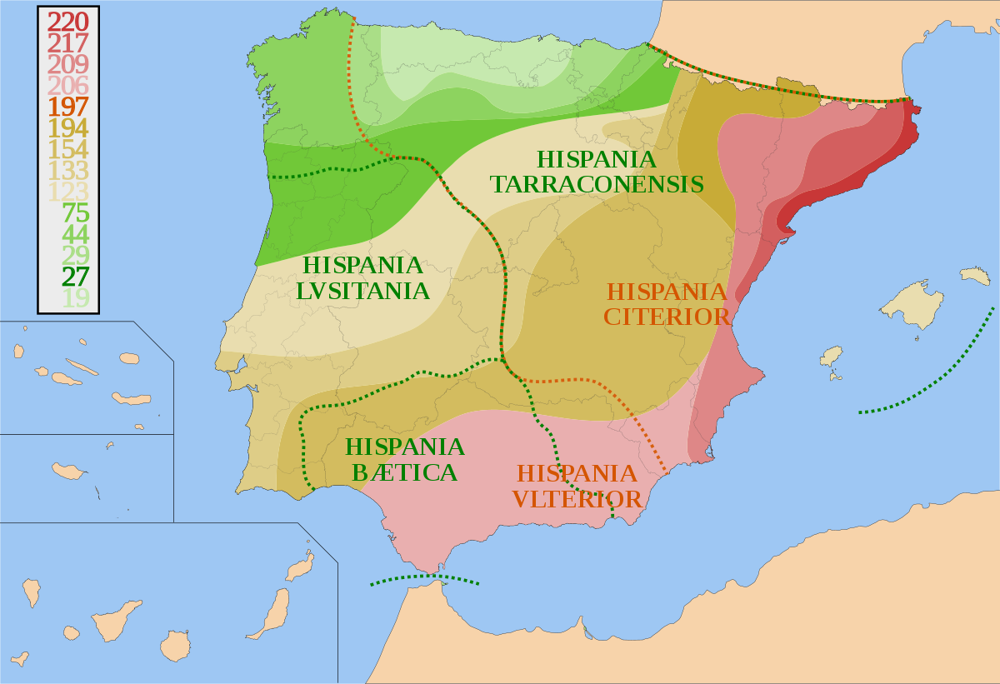 220
217
209
206
197
194
154
133
123
75
44
29
27
19
HISPANIA
TARRACONENSIS
HISPANIA
LVSITANIA
HISPANIA
CITERIOR
HISPANIA
BÆTICA
HISPANIA
VLTERIOR